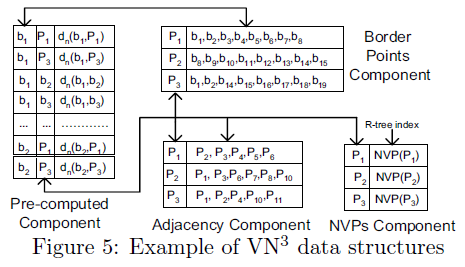 b1 P1 dn(b1,P1)
b1 P3 dn(b1,P3)
b1 b2 dn(b1,b2)
b1 b3 dn(b1,b3)
... ... .............
b2 P1 dn(b2,P1)
b2 P3 dn(b2,P3)
Pre-computed
Component
P1 b1,b2,b3,b4,b5,b6,b7,b8
P2 b8,b9,b10,b11,b12,b13,b14,b15
P3 b1,b2,b14,b15,b16,b17,b18,b19
Border
Points
Component
P1 P2, P3,P4,P5,P6
P2 P1, P3,P6,P7,P8,P10
P3 P1, P2,P4,P10,P11
Adjacency Component
R-tree index
P1 NVP(P1)
P2 NVP(P2)
P3 NVP(P3)
NVPs Component
Figure 5: Example of VN3 data structures